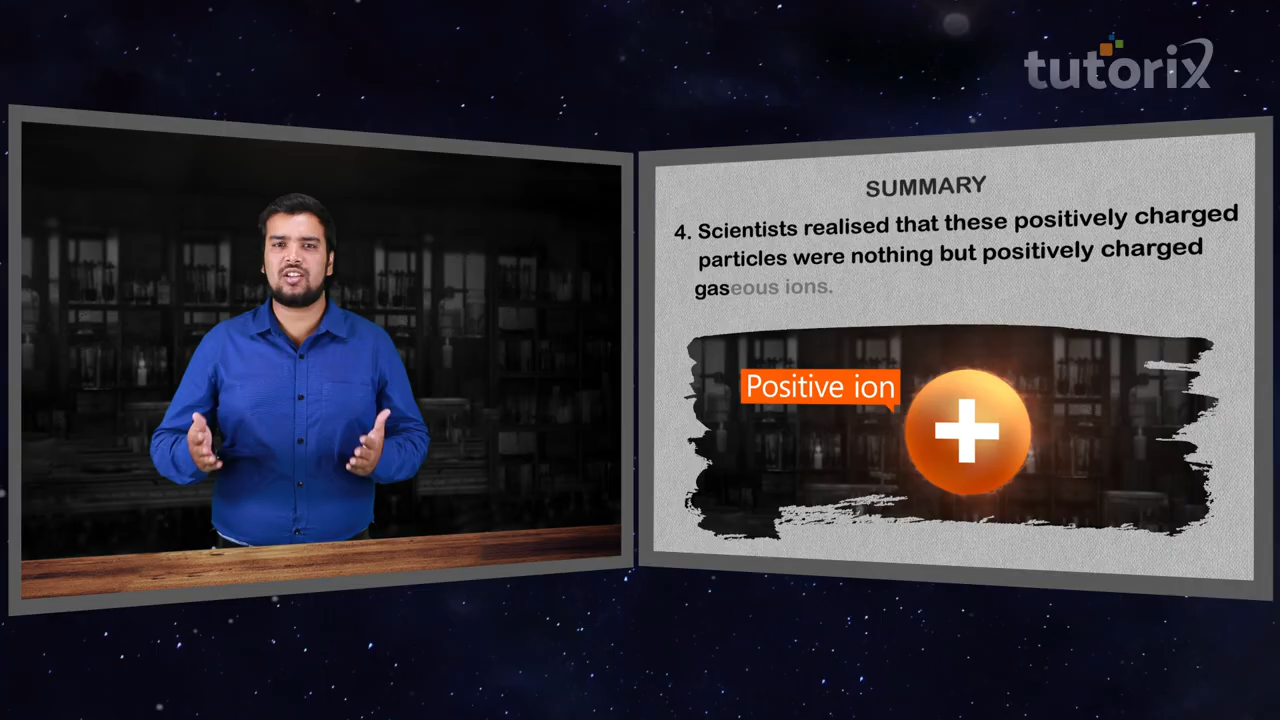 tutorix
SUMMARY
4. Scientists realised that these positively charged
particles were nothing but positively charged
gaseous ions.
Positive ion